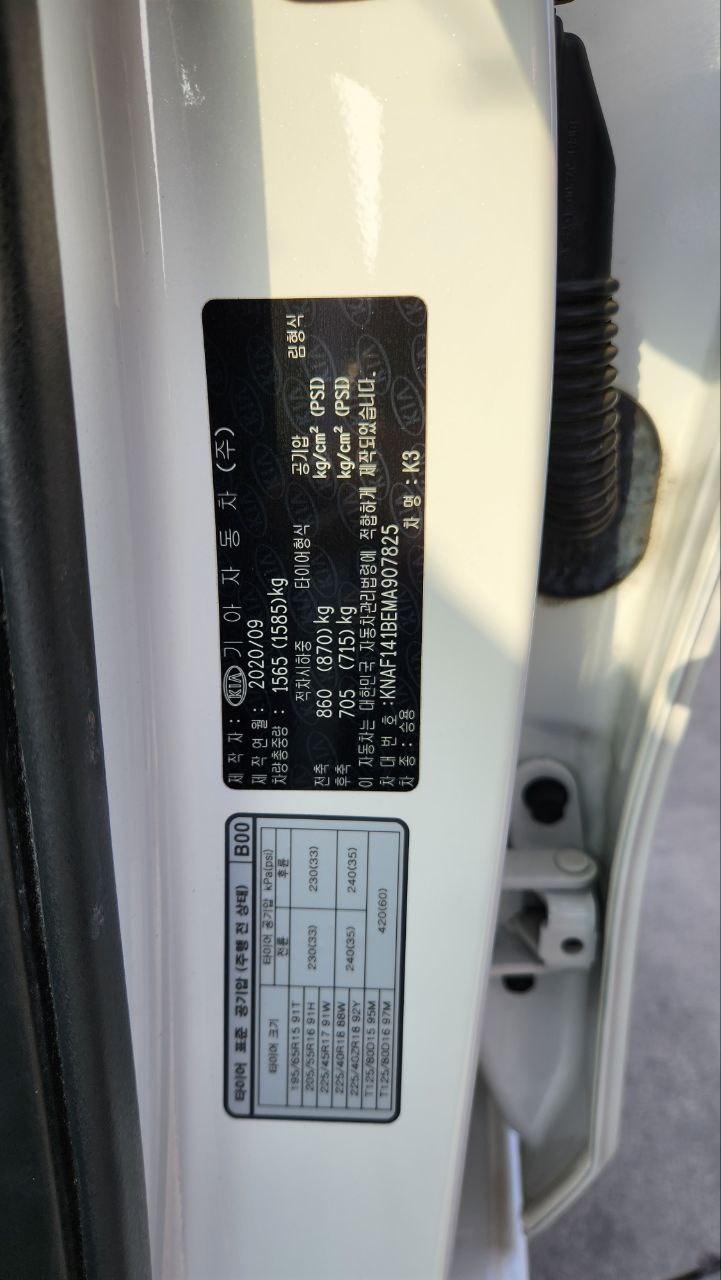 제 작 자 : KIA 기 아 자 동 차 (주)
제 작 연 월 : 2020/09
차량총중량 : 1565 (1585)kg
적차시하중 타이어형식 공기압 림형식
전축 860 (870)kg kg/cm² (PSI)
후축 705 (715)kg kg/cm² (PSI)
이 자동차는 대한민국 자동차관리법령에 적합하게 제작되었습니다.
차 대 번 호 :KNAF141BEMA907825
차 종 : 승용 차 명 : K3
타이어 표준 공기압 (주행 전 상태) B00
타이어 크기 타이어 공기압 kPa(psi)
전륜 후륜
195/65R15 91T 230(33) 230(33)
205/55R16 91H
225/45R17 91W
225/40R18 88W 240(35) 240(35)
225/40ZR18 92Y
T125/80D15 95M 420(60)
T125/80D16 97M